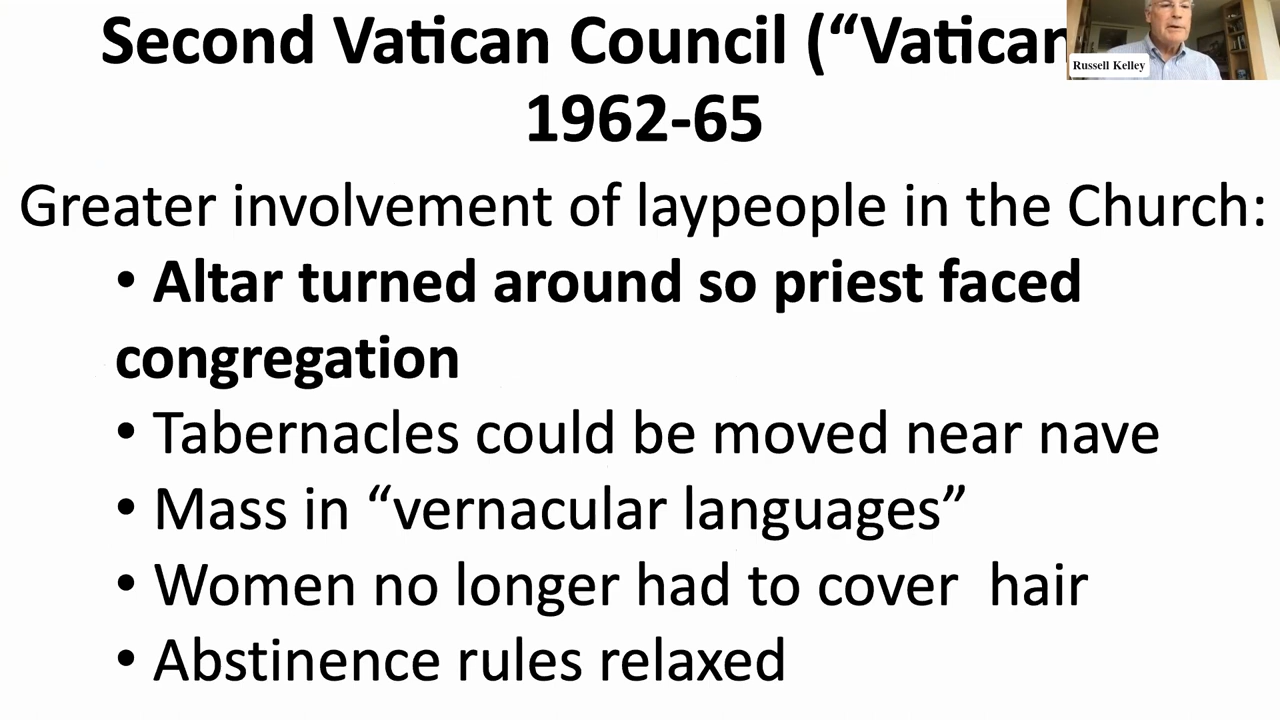 Second Vatican Council (“Vatican
1962-65
Russell Kelley
Greater involvement of laypeople in the Church:
• Altar turned around so priest faced
congregation
• Tabernacles could be moved near nave
• Mass in “vernacular languages”
• Women no longer had to cover hair
• Abstinence rules relaxed